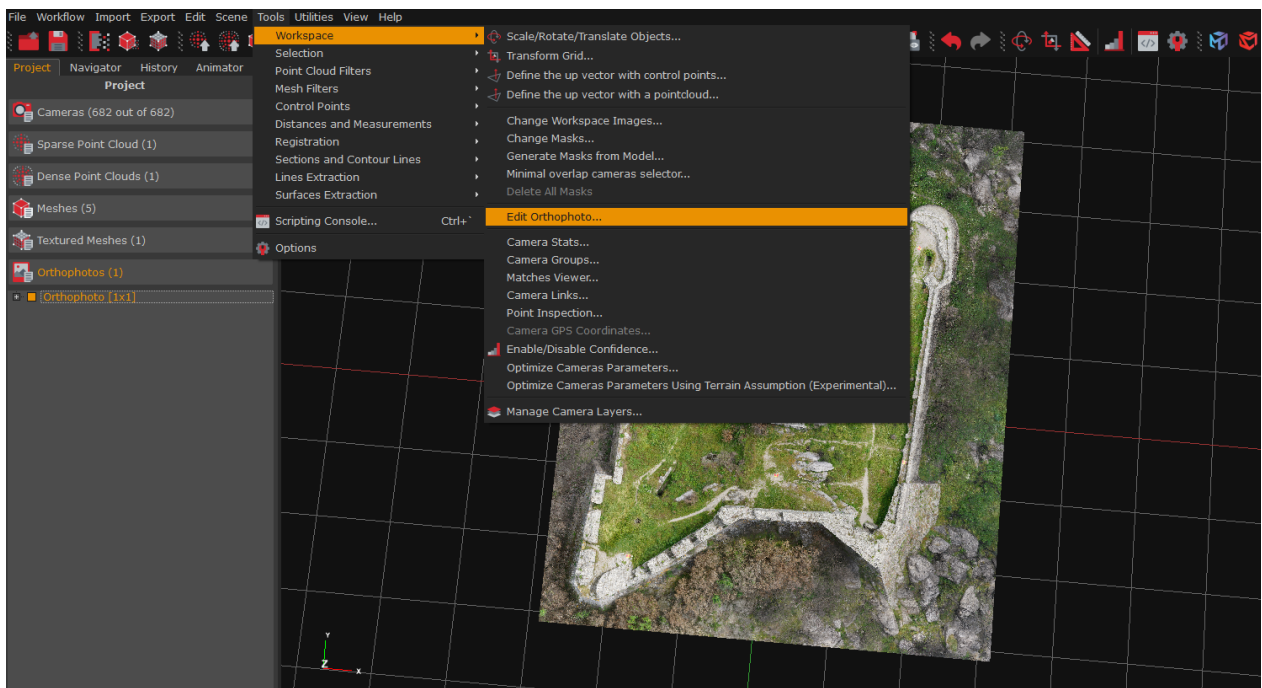 File Workflow Import Export Edit Scene Tools Utilities View Help
Project Navigator History Animator
Project
Cameras (682 out of 682)
Sparse Point Cloud (1)
Dense Point Clouds (1)
Meshes (5)
Textured Meshes (1)
Orthophotos (1)
Orthophoto [1x1]
Workspace
Selection
Point Cloud Filters
Mesh Filters
Control Points
Distances and Measurements
Registration
Sections and Contour Lines
Lines Extraction
Surfaces Extraction
Scripting Console... Ctrl+`
Options
Scale/Rotate/Translate Objects...
Transform Grid...
Define the up vector with control points...
Define the up vector with a pointcloud...
Change Workspace Images...
Change Masks...
Generate Masks from Model...
Minimal overlap cameras selector...
Delete All Masks
Edit Orthophoto...
Camera Stats...
Camera Groups...
Matches Viewer...
Camera Links...
Point Inspection...
Camera GPS Coordinates...
Enable/Disable Confidence...
Optimize Cameras Parameters...
Optimize Cameras Parameters Using Terrain Assumption (Experimental)...
Manage Camera Layers...
Y
Z x